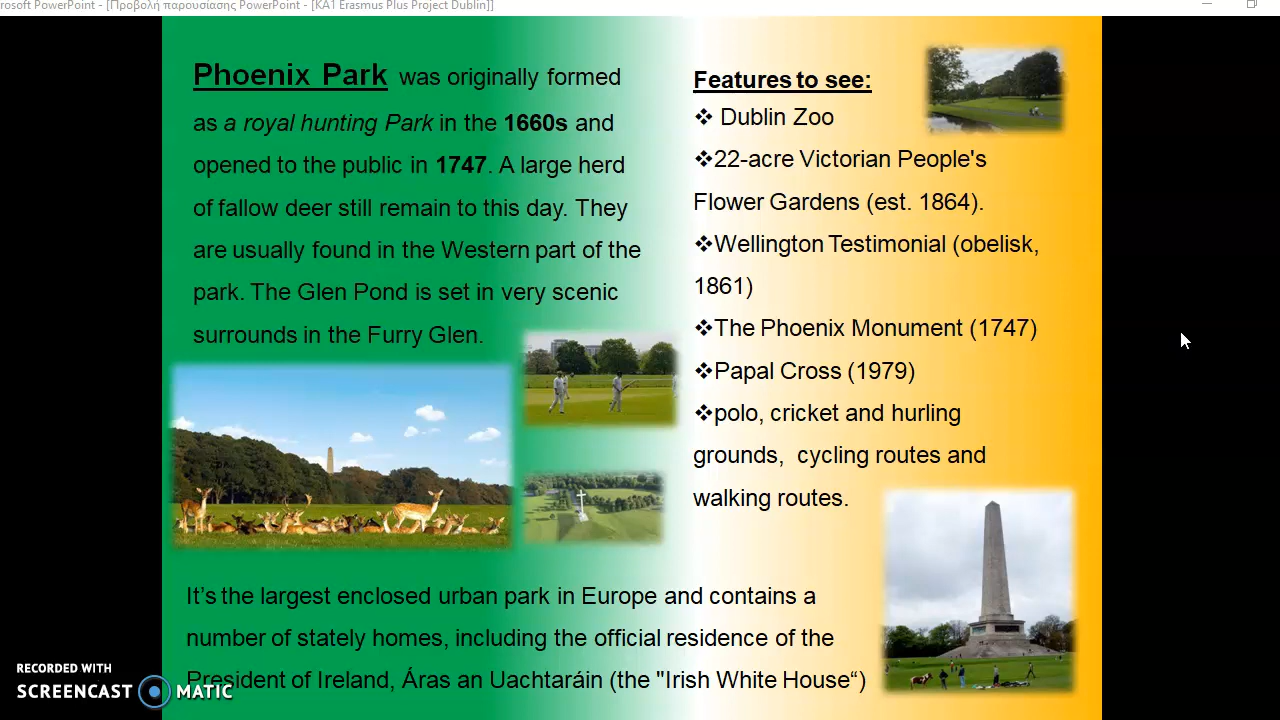 rosoft PowerPoint - [Προβολή παρουσίασης PowerPoint - [KA1 Erasmus Plus Project Dublin]]
Phoenix Park was originally formed
as a royal hunting Park in the 1660s and
opened to the public in 1747. A large herd
of fallow deer still remain to this day. They
are usually found in the Western part of the
park. The Glen Pond is set in very scenic
surrounds in the Furry Glen.
Features to see:
❖ Dublin Zoo
❖22-acre Victorian People's
Flower Gardens (est. 1864).
❖Wellington Testimonial (obelisk,
1861)
❖The Phoenix Monument (1747)
❖Papal Cross (1979)
❖polo, cricket and hurling
grounds,  cycling routes and
walking routes.
It’s the largest enclosed urban park in Europe and contains a
number of stately homes, including the official residence of the
President of Ireland, Áras an Uachtaráin (the "Irish White House“)
RECORDED WITH
SCREENCAST MATIC